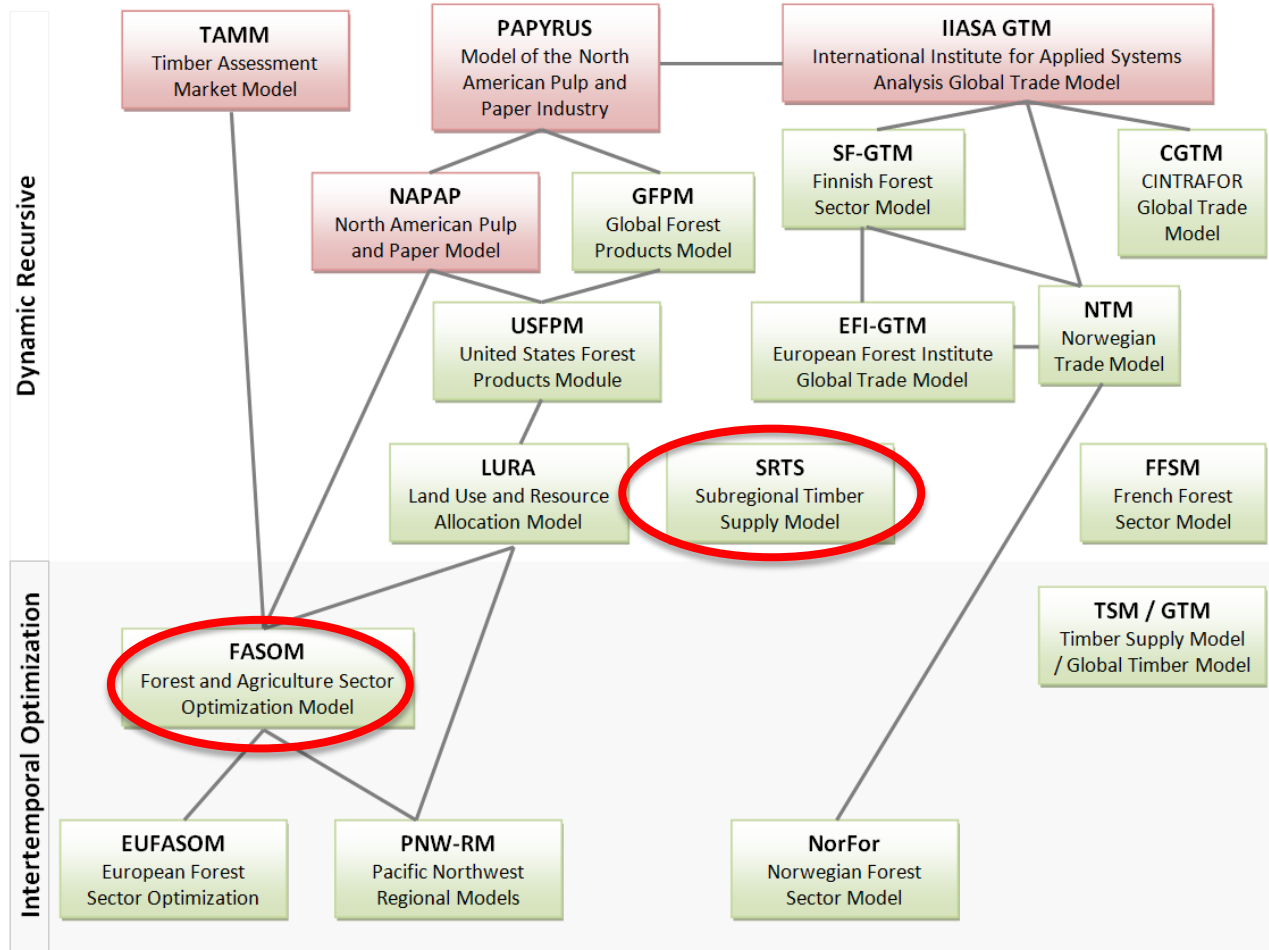 Dynamic Recursive
TAMM
Timber Assessment
Market Model
PAPYRUS
Model of the North
American Pulp and
Paper Industry
IIASA GTM
International Institute for Applied Systems
Analysis Global Trade Model
NAPAP
North American Pulp
and Paper Model
GFPM
Global Forest
Products Model
SF-GTM
Finnish Forest
Sector Model
CGTM
CINTRAFOR
Global Trade
Model
USFPM
United States Forest
Products Module
EFI-GTM
European Forest Institute
Global Trade Model
NTM
Norwegian
Trade Model
LURA
Land Use and Resource
Allocation Model
SRTS
Subregional Timber
Supply Model
FFSM
French Forest
Sector Model
Intertemporal Optimization
TSM / GTM
Timber Supply Model
/ Global Timber Model
FASOM
Forest and Agriculture Sector
Optimization Model
EUFASOM
European Forest
Sector Optimization
PNW-RM
Pacific Northwest
Regional Models
NorFor
Norwegian Forest
Sector Model